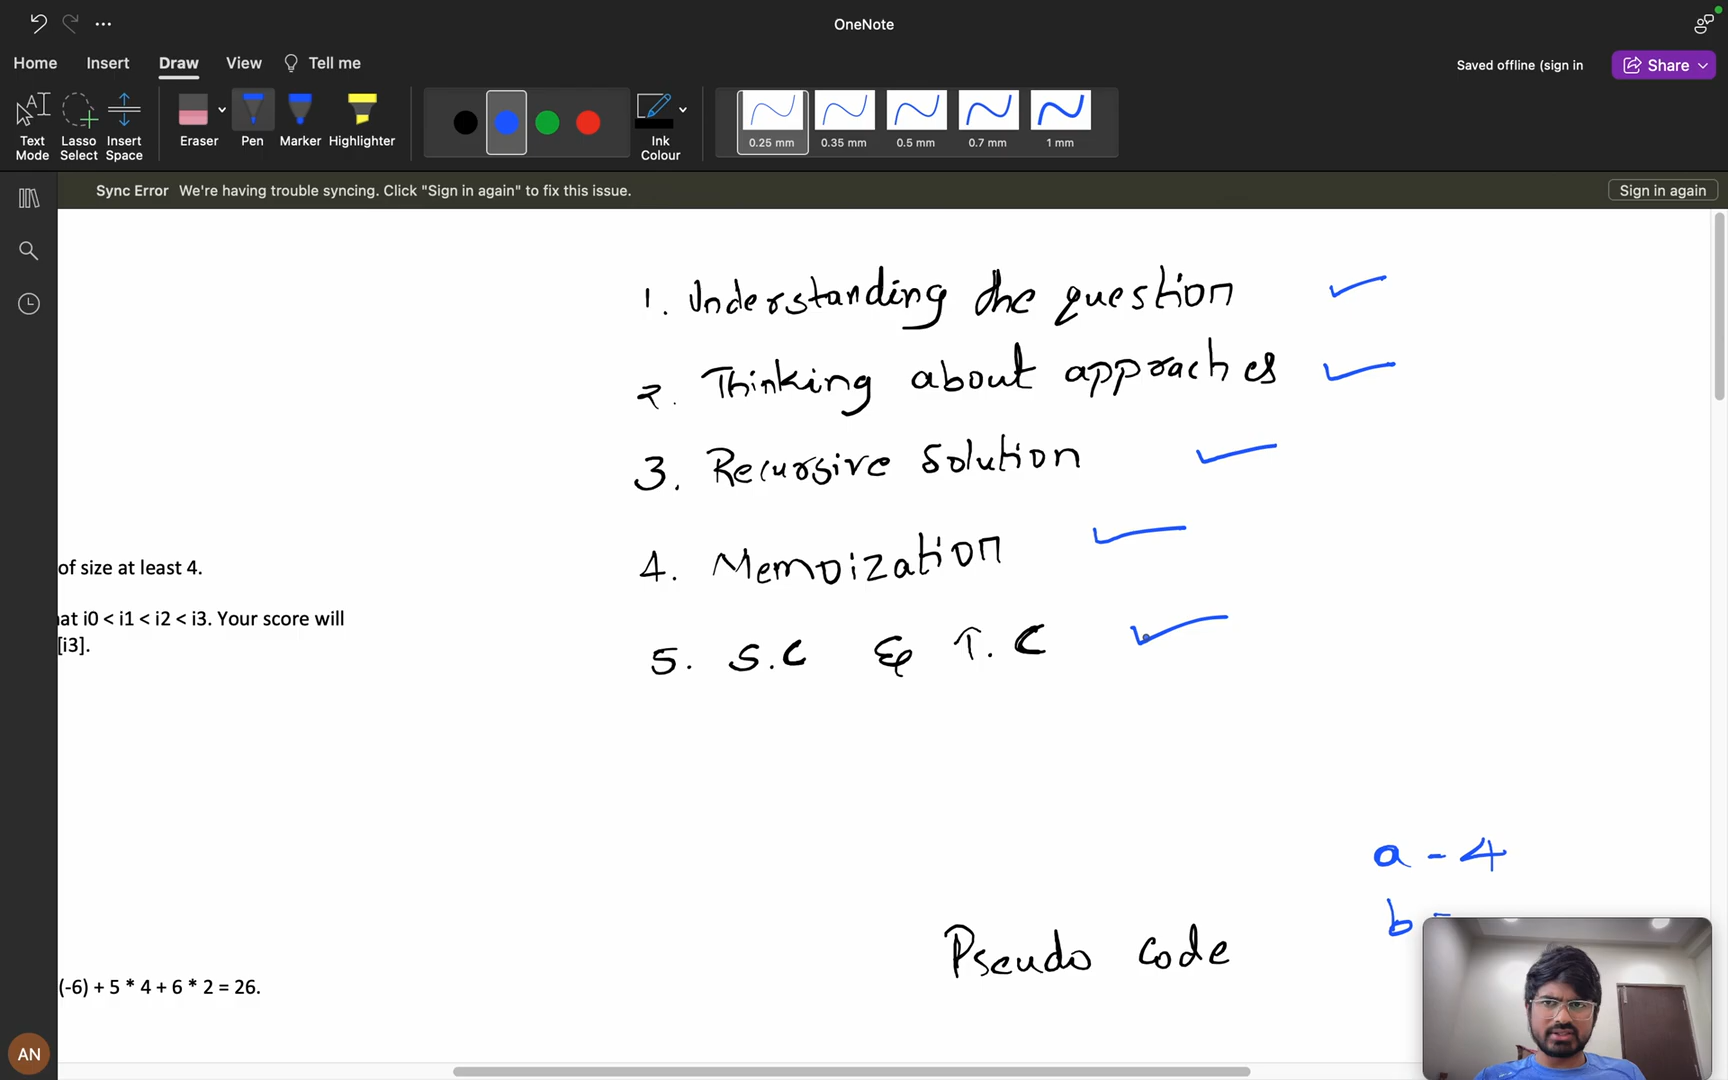 OneNote
Home Insert Draw View Tell me
Saved offline (sign in
Share
Text Mode
Lasso Select
Insert Space
Eraser
Pen
Marker
Highlighter
Ink Colour
0.25 mm
0.35 mm
0.5 mm
0.7 mm
1 mm
Sync Error We're having trouble syncing. Click "Sign in again" to fix this issue.
Sign in again
1. Understanding the question
2. Thinking about approaches
3. Recursive Solution
4. Memoization
of size at least 4.
at i0 < i1 < i2 < i3. Your score will
[i3].
5. S.C & T.C
a - 4
b -
Pseudo code
(-6) + 5 * 4 + 6 * 2 = 26.
AN